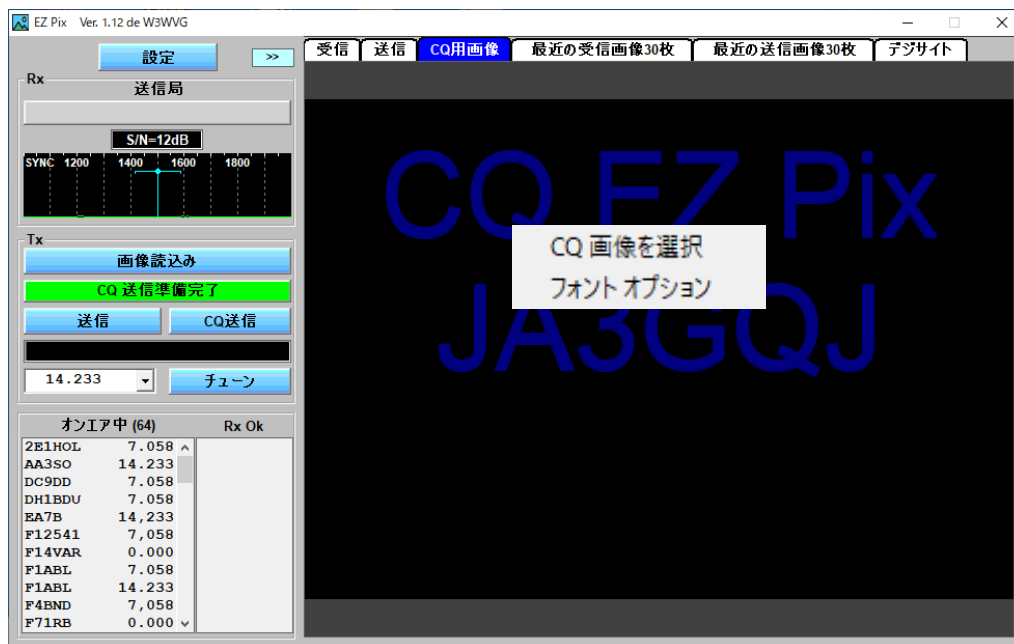 EZ Pix Ver. 1.12 de W3WVG
設定
>>
受信 送信 CQ用画像 最近の受信画像30枚 最近の送信画像30枚 デジサイト
Rx
送信局
S/N=12dB
SYNC 1200 1400 1600 1800
Tx
画像読込み
CQ 送信準備完了
送信 CQ送信
14.233 チューン
オンエア中 (64) Rx Ok
2E1HOL 7.058
AA3SO 14.233
DC9DD 7.058
DH1BDU 7.058
EA7B 14,233
F12541 7,058
F14VAR 0.000
F1ABL 7.058
F1ABL 14.233
F4BND 7,058
F71RB 0.000
CQ EZ Pix
CQ 画像を選択
フォント オプション
JA3GQJ